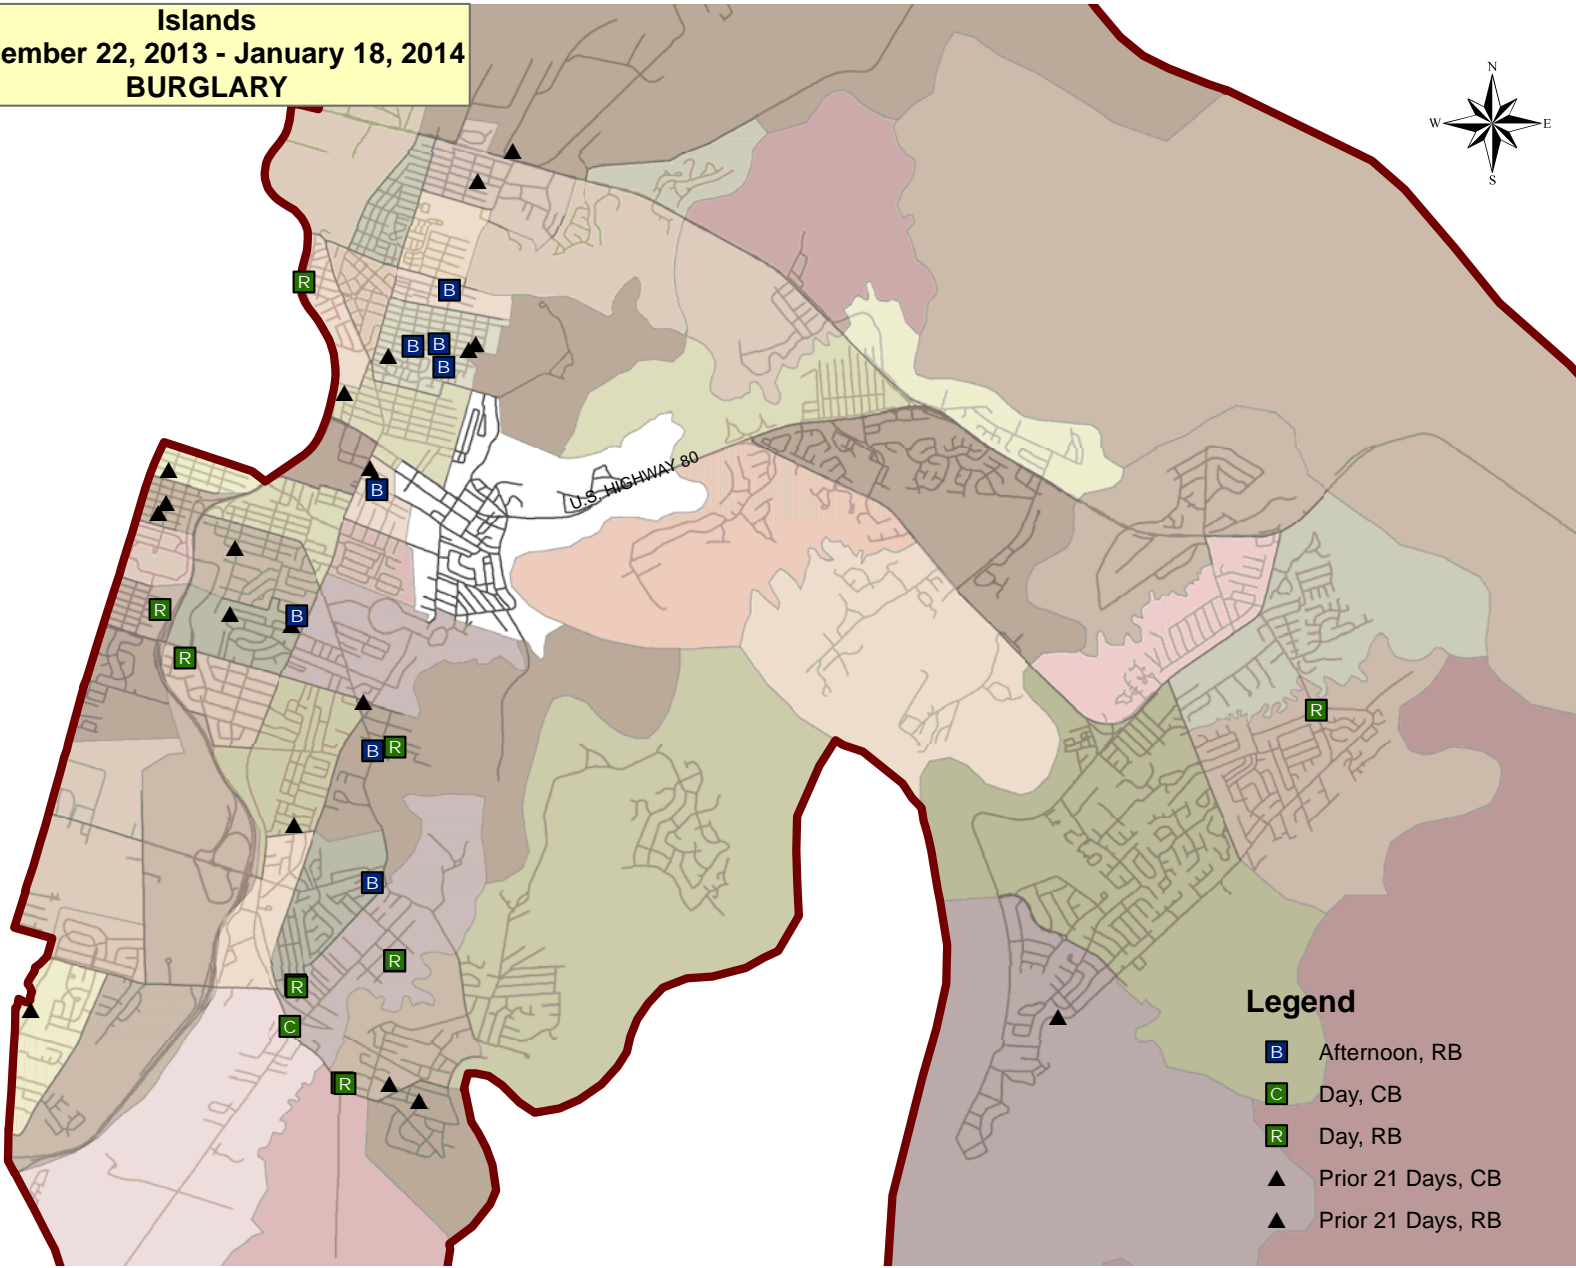 Islands
ember 22, 2013 - January 18, 2014
BURGLARY
N
W E
S
R
B
B B
B
U.S. HIGHWAY 80
B
R
B
R
R
B R
B
R
R
C
R
Legend
B Afternoon, RB
C Day, CB
R Day, RB
Prior 21 Days, CB
Prior 21 Days, RB